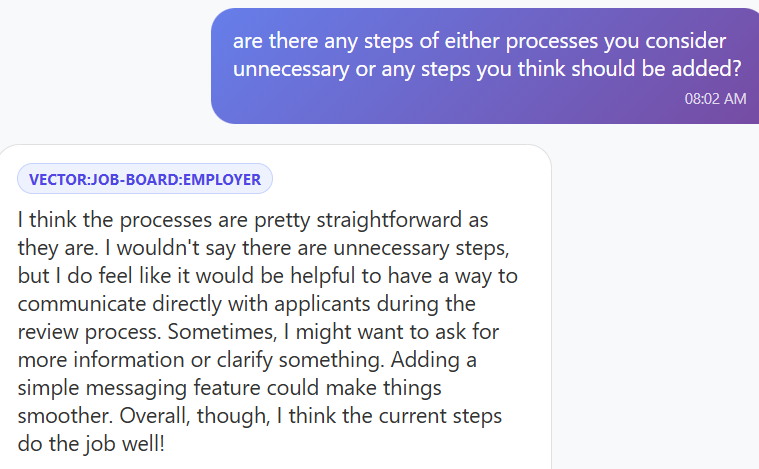 are there any steps of either processes you consider
unnecessary or any steps you think should be added?
08:02 AM
VECTOR:JOB-BOARD:EMPLOYER
I think the processes are pretty straightforward as
they are. I wouldn't say there are unnecessary steps,
but I do feel like it would be helpful to have a way to
communicate directly with applicants during the
review process. Sometimes, I might want to ask for
more information or clarify something. Adding a
simple messaging feature could make things
smoother. Overall, though, I think the current steps
do the job well!